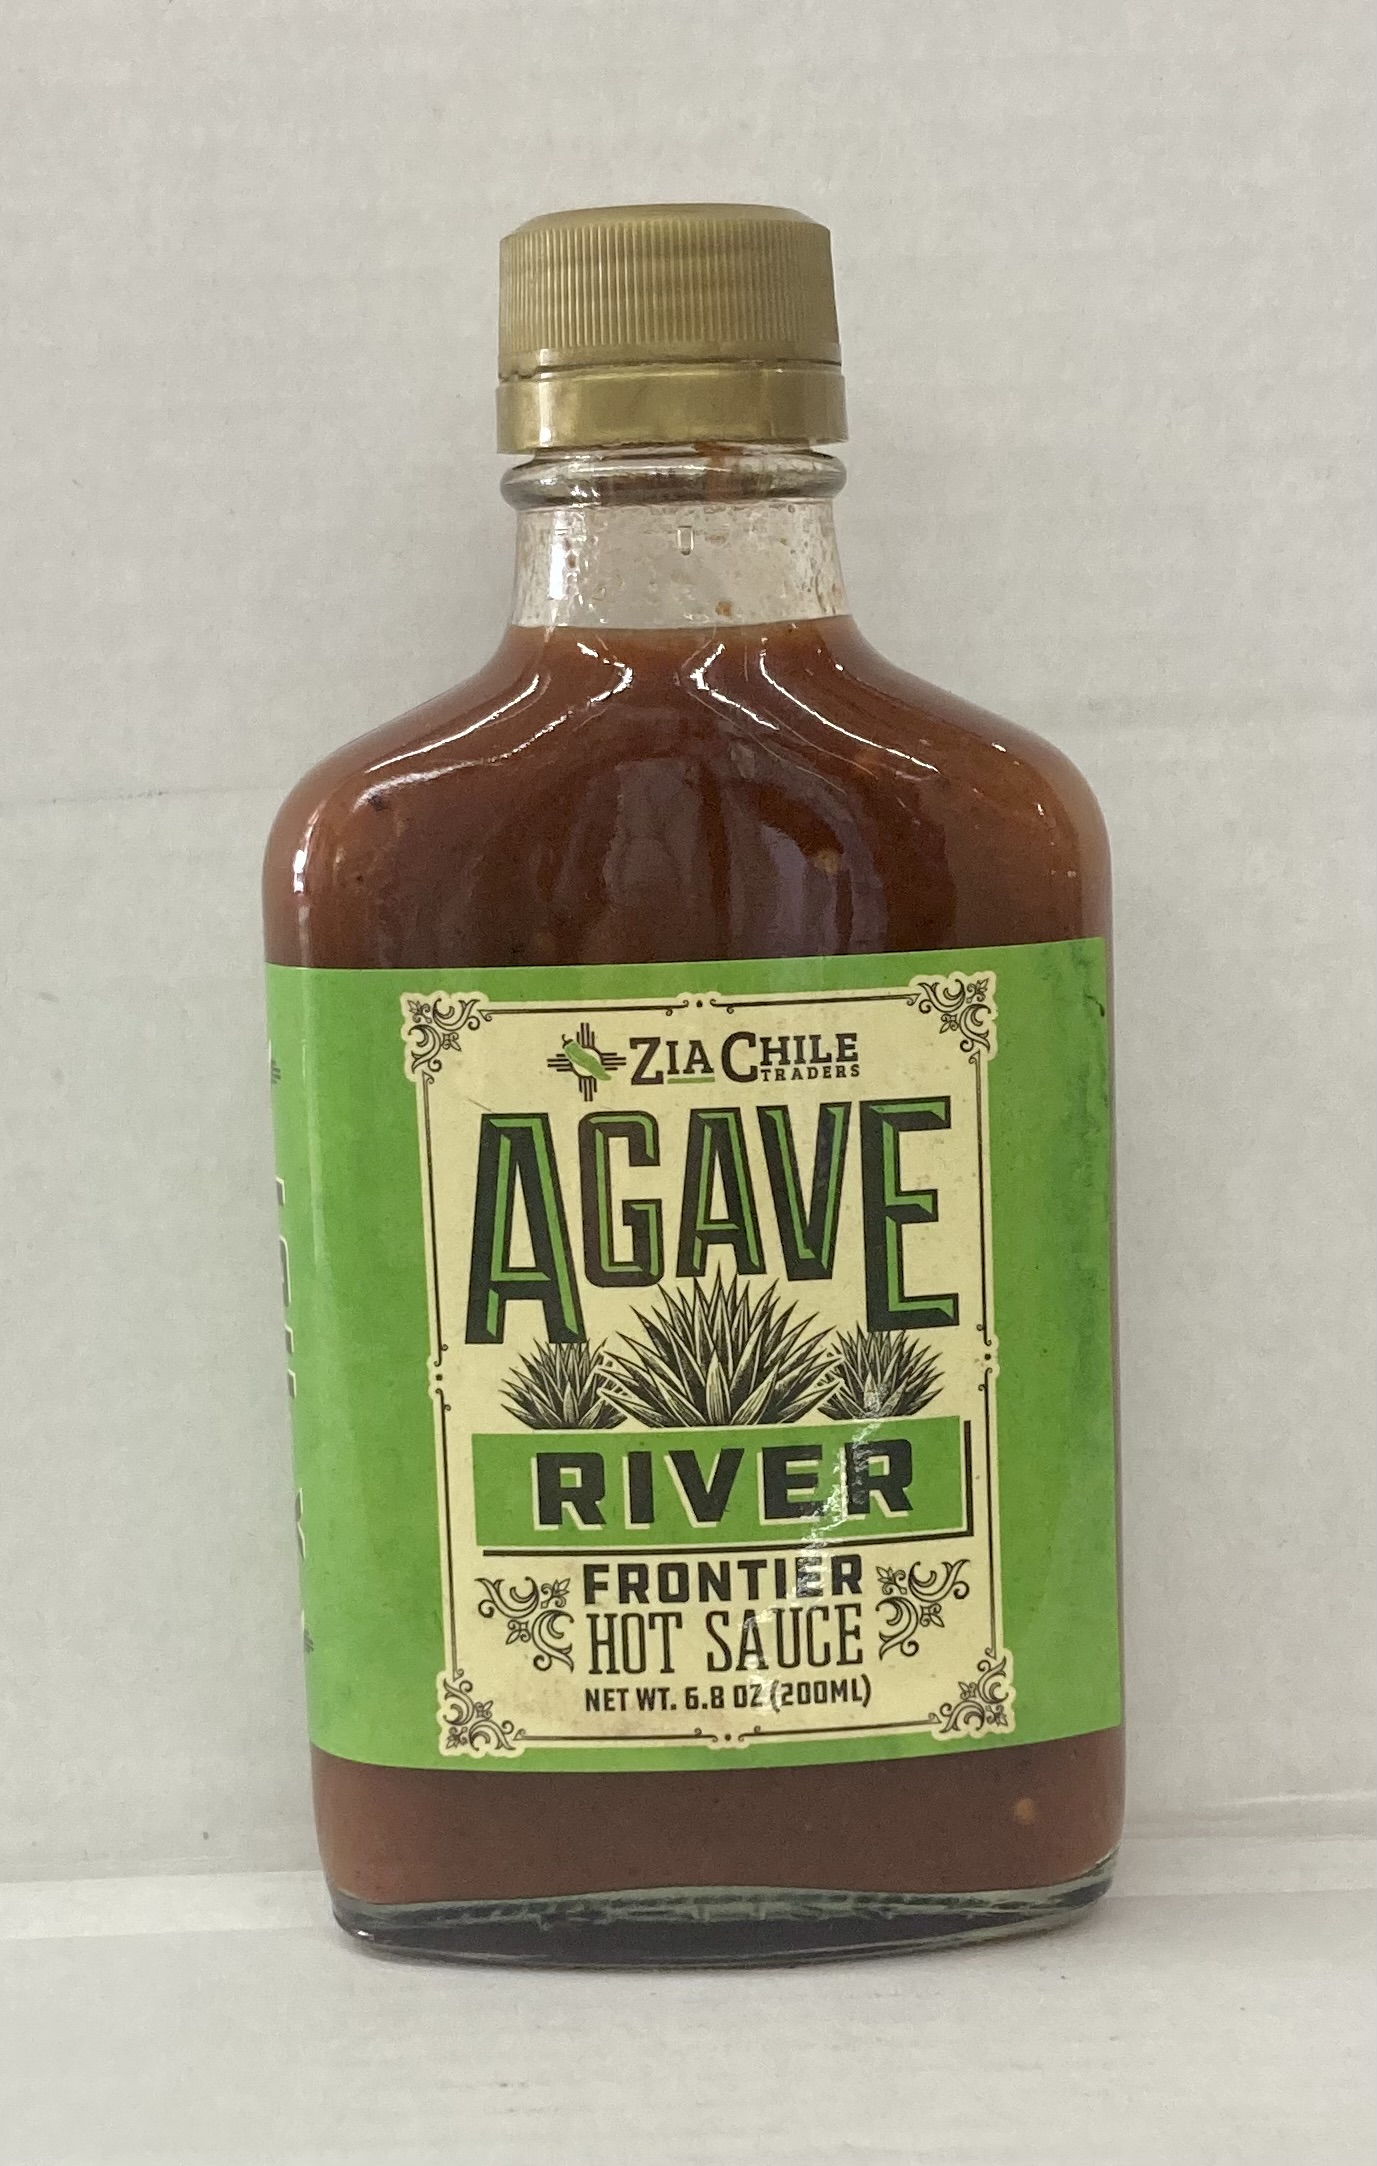 ZIA CHILE
TRADERS
AGAVE
RIVER
FRONTIER
HOT SAUCE
NET WT. 6.8 OZ (200ML)